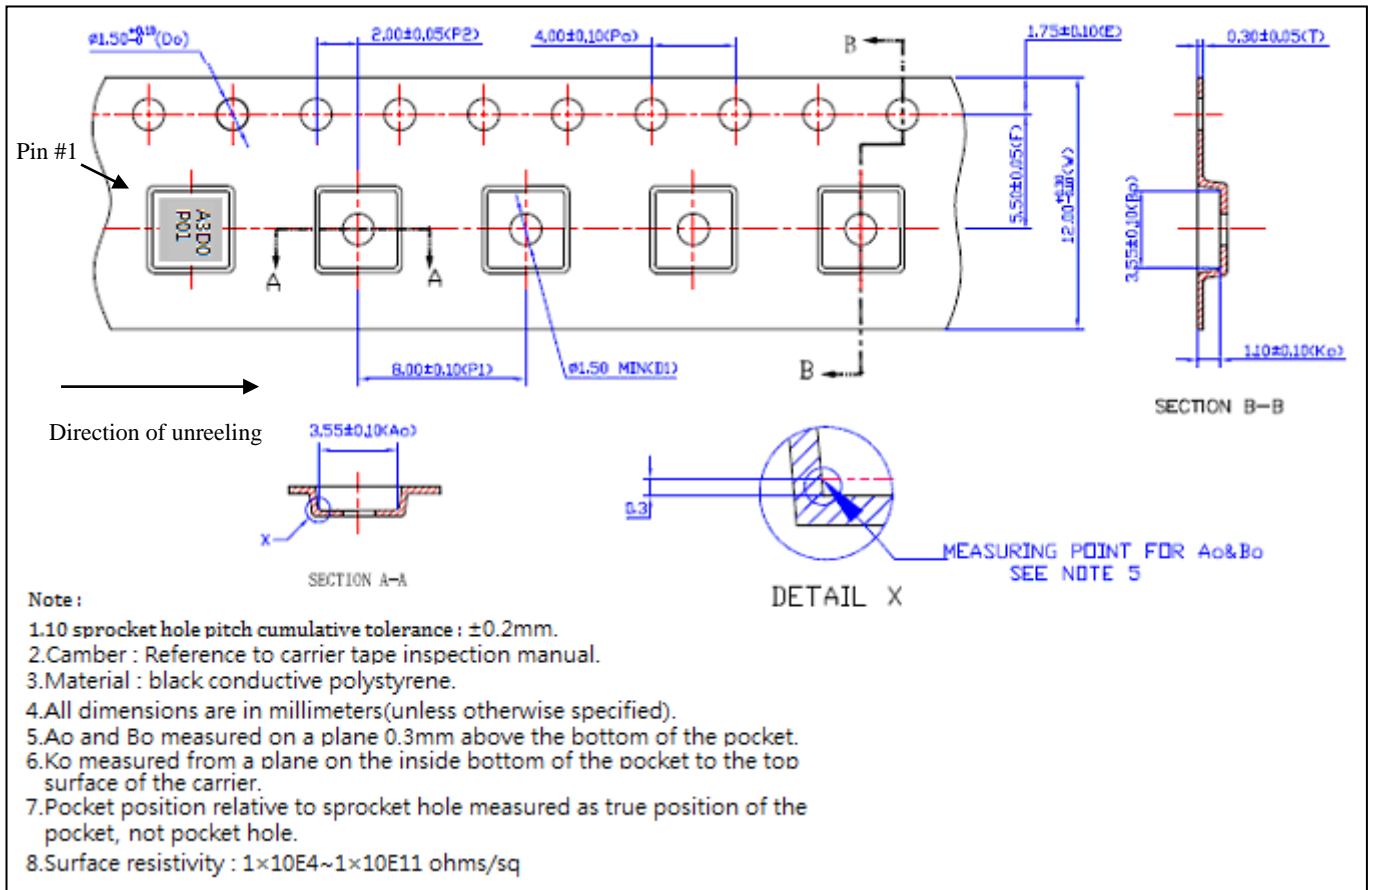 ø1.50+0.10-0(Do)
2.00±0.05(P2)
4.00±0.10(Po)
B
1.75±0.10(E)
0.30±0.05(T)
Pin #1
A3D0
P01
A
A
5.50±0.05(F)
12.00(W)
3.55±0.10(Bo)
8.00±0.10(P1)
ø1.50 MIN(D1)
B
1.10±0.10(Ko)
SECTION B-B
Direction of unreeling
3.55±0.10(Ao)
X
SECTION A-A
0.3
MEASURING POINT FOR Ao&Bo
SEE NOTE 5
DETAIL X
Note :
1.10 sprocket hole pitch cumulative tolerance : ±0.2mm.
2.Camber : Reference to carrier tape inspection manual.
3.Material : black conductive polystyrene.
4.All dimensions are in millimeters(unless otherwise specified).
5.Ao and Bo measured on a plane 0.3mm above the bottom of the pocket.
6.Ko measured from a plane on the inside bottom of the pocket to the top
surface of the carrier.
7.Pocket position relative to sprocket hole measured as true position of the
pocket, not pocket hole.
8.Surface resistivity : 1×10E4~1×10E11 ohms/sq